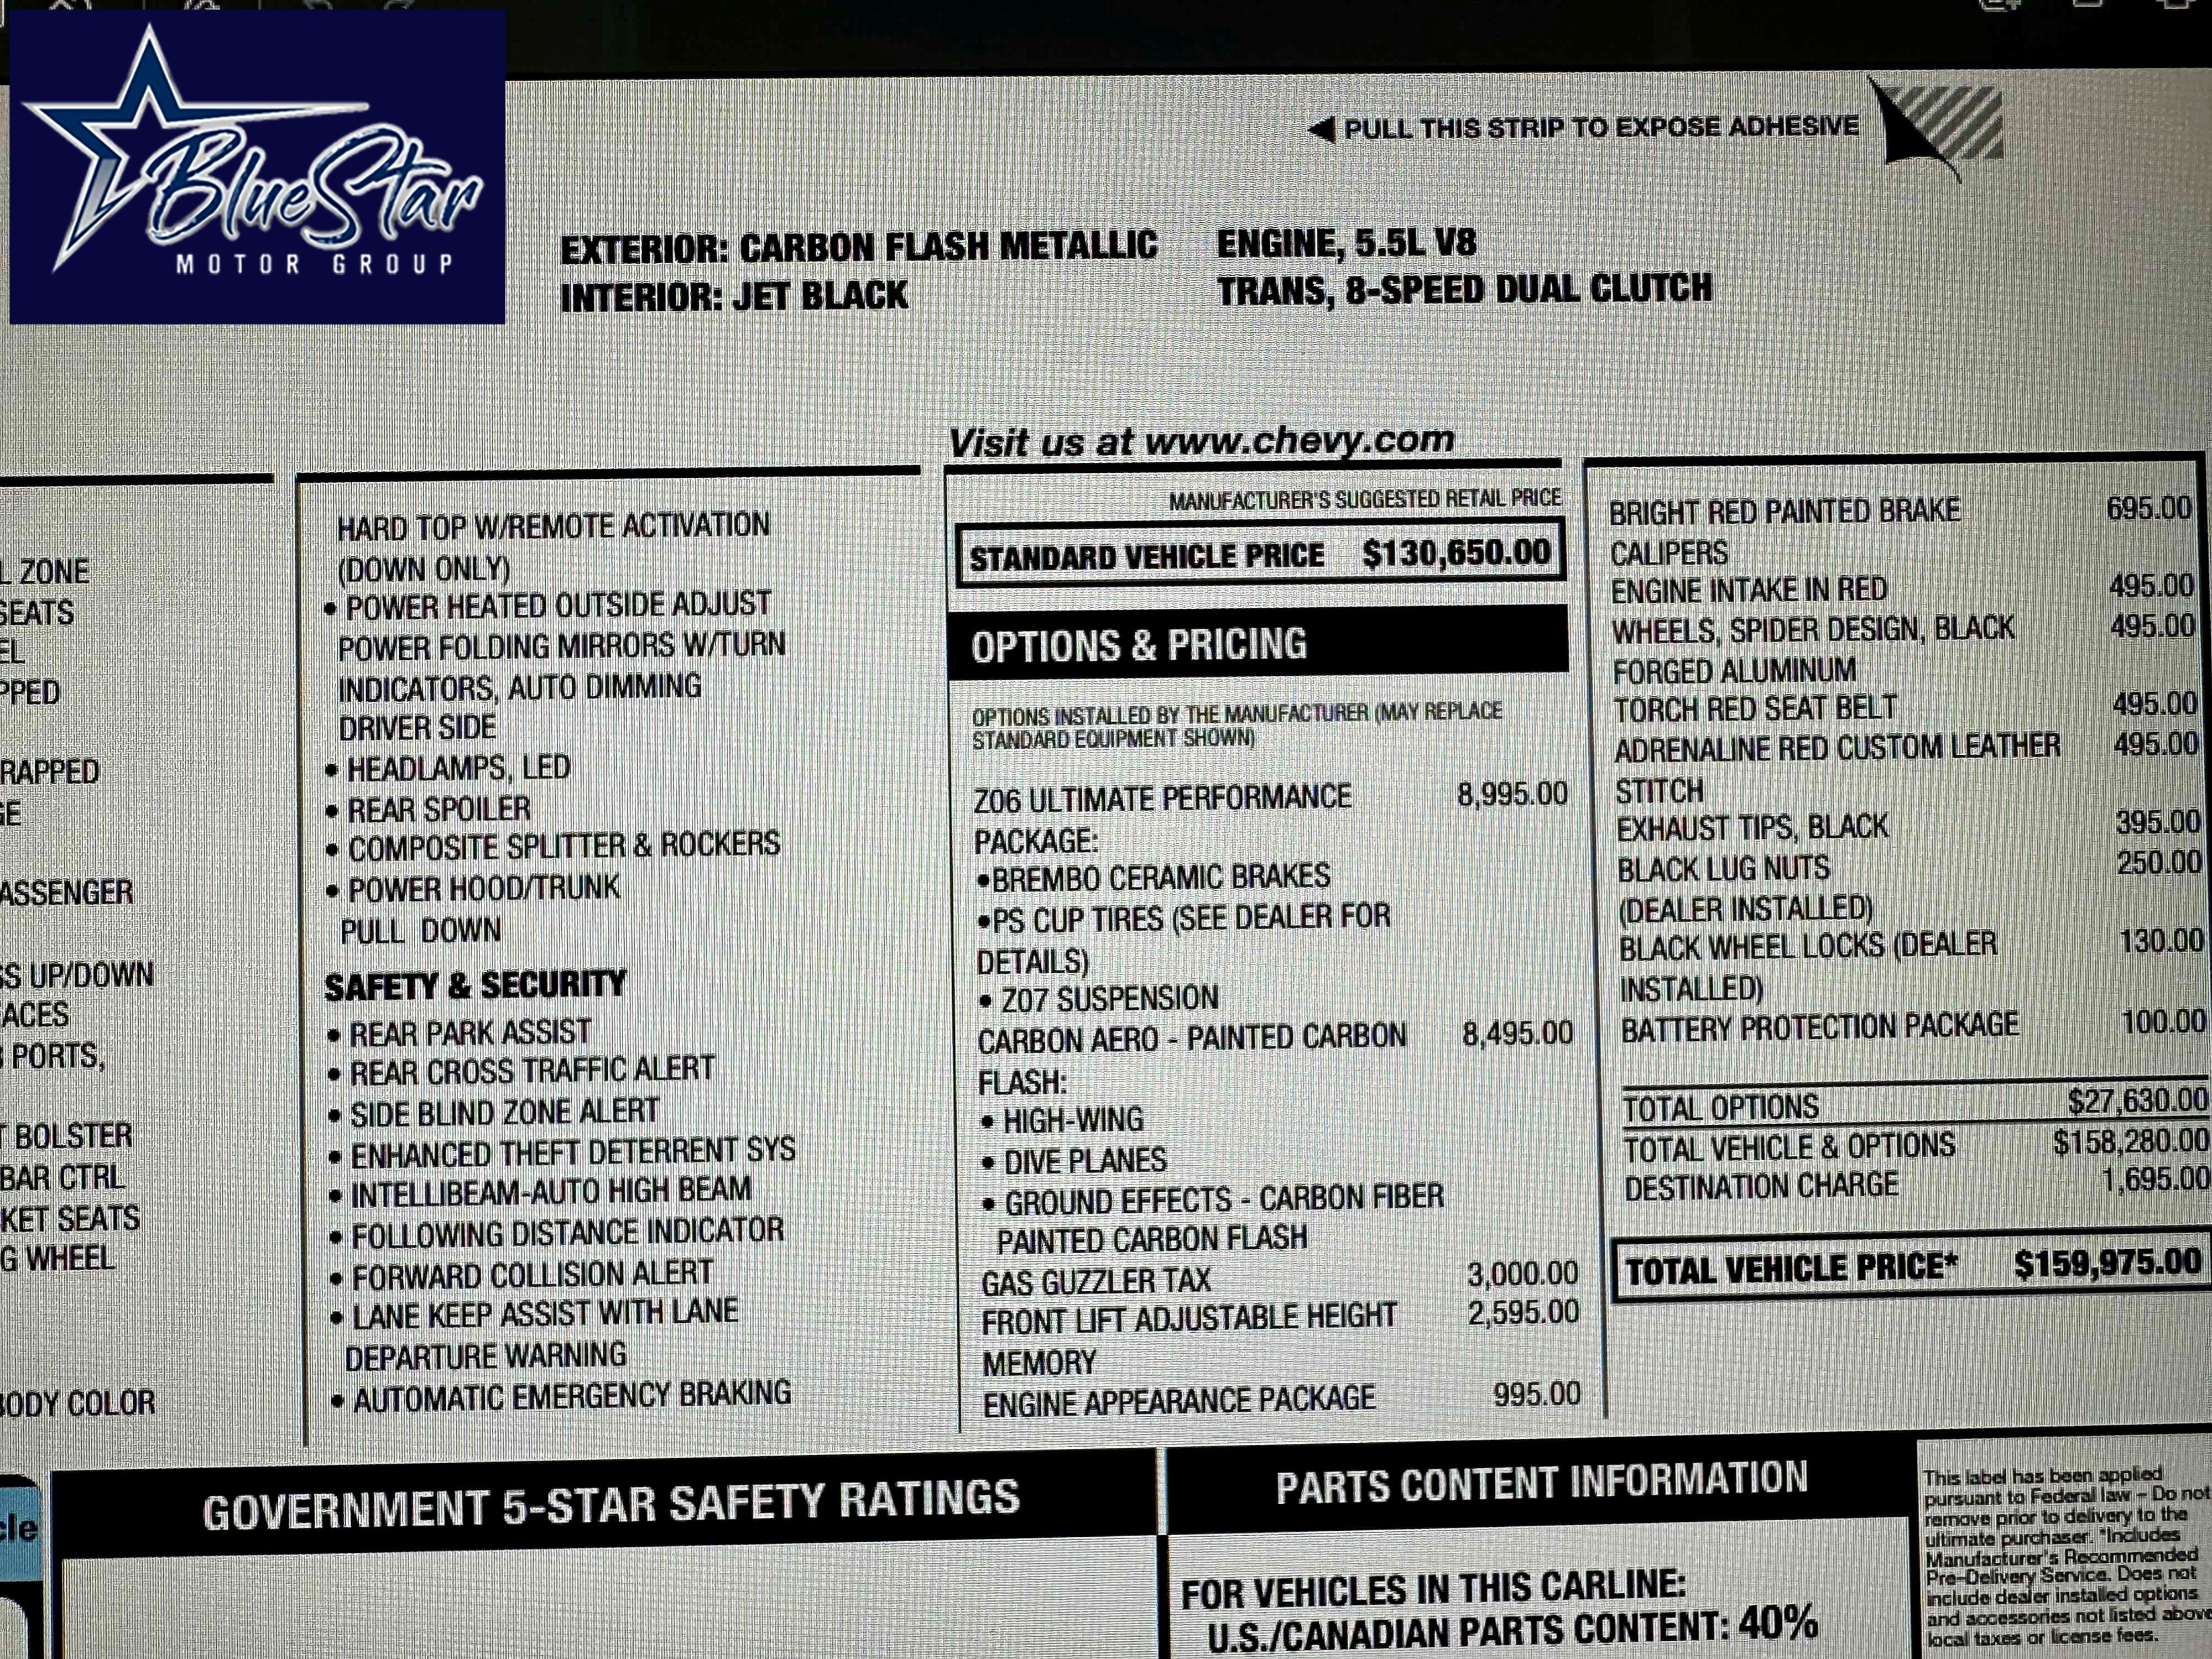 BlueStar
MOTOR GROUP
PULL THIS STRIP TO EXPOSE ADHESIVE
EXTERIOR: CARBON FLASH METALLIC
INTERIOR: JET BLACK
ENGINE, 5.5L V8
TRANS, 8-SPEED DUAL CLUTCH
Visit us at www.chevy.com
L ZONE
SEATS
EL
PPED
RAPPED
GE
ASSENGER
SS UP/DOWN
ACES
PORTS,
T BOLSTER
BAR CTRL
KET SEATS
G WHEEL
BODY COLOR
HARD TOP W/REMOTE ACTIVATION
(DOWN ONLY)
• POWER HEATED OUTSIDE ADJUST
POWER FOLDING MIRRORS W/TURN
INDICATORS, AUTO DIMMING
DRIVER SIDE
• HEADLAMPS, LED
• REAR SPOILER
• COMPOSITE SPLITTER & ROCKERS
• POWER HOOD/TRUNK
PULL DOWN
SAFETY & SECURITY
• REAR PARK ASSIST
• REAR CROSS TRAFFIC ALERT
• SIDE BLIND ZONE ALERT
• ENHANCED THEFT DETERRENT SYS
• INTELLIBEAM-AUTO HIGH BEAM
• FOLLOWING DISTANCE INDICATOR
• FORWARD COLLISION ALERT
• LANE KEEP ASSIST WITH LANE
DEPARTURE WARNING
• AUTOMATIC EMERGENCY BRAKING
MANUFACTURER'S SUGGESTED RETAIL PRICE
STANDARD VEHICLE PRICE $130,650.00
OPTIONS & PRICING
OPTIONS INSTALLED BY THE MANUFACTURER (MAY REPLACE
STANDARD EQUIPMENT SHOWN)
Z06 ULTIMATE PERFORMANCE 8,995.00
PACKAGE:
•BREMBO CERAMIC BRAKES
•PS CUP TIRES (SEE DEALER FOR
DETAILS)
• Z07 SUSPENSION
CARBON AERO - PAINTED CARBON 8,495.00
FLASH:
• HIGH-WING
• DIVE PLANES
• GROUND EFFECTS - CARBON FIBER
PAINTED CARBON FLASH
GAS GUZZLER TAX 3,000.00
FRONT LIFT ADJUSTABLE HEIGHT 2,595.00
MEMORY
ENGINE APPEARANCE PACKAGE 995.00
BRIGHT RED PAINTED BRAKE 695.00
CALIPERS
ENGINE INTAKE IN RED 495.00
WHEELS, SPIDER DESIGN, BLACK 495.00
FORGED ALUMINUM
TORCH RED SEAT BELT 495.00
ADRENALINE RED CUSTOM LEATHER 495.00
STITCH
EXHAUST TIPS, BLACK 395.00
BLACK LUG NUTS 250.00
(DEALER INSTALLED)
BLACK WHEEL LOCKS (DEALER 130.00
INSTALLED)
BATTERY PROTECTION PACKAGE 100.00
TOTAL OPTIONS $27,630.00
TOTAL VEHICLE & OPTIONS $158,280.00
DESTINATION CHARGE 1,695.00
TOTAL VEHICLE PRICE* $159,975.00
cle
GOVERNMENT 5-STAR SAFETY RATINGS
PARTS CONTENT INFORMATION
FOR VEHICLES IN THIS CARLINE:
U.S./CANADIAN PARTS CONTENT: 40%
This label has been applied
pursuant to Federal law – Do not
remove prior to delivery to the
ultimate purchaser. *Includes
Manufacturer's Recommended
Pre-Delivery Service. Does not
include dealer installed options
and accessories not listed above
local taxes or license fees.